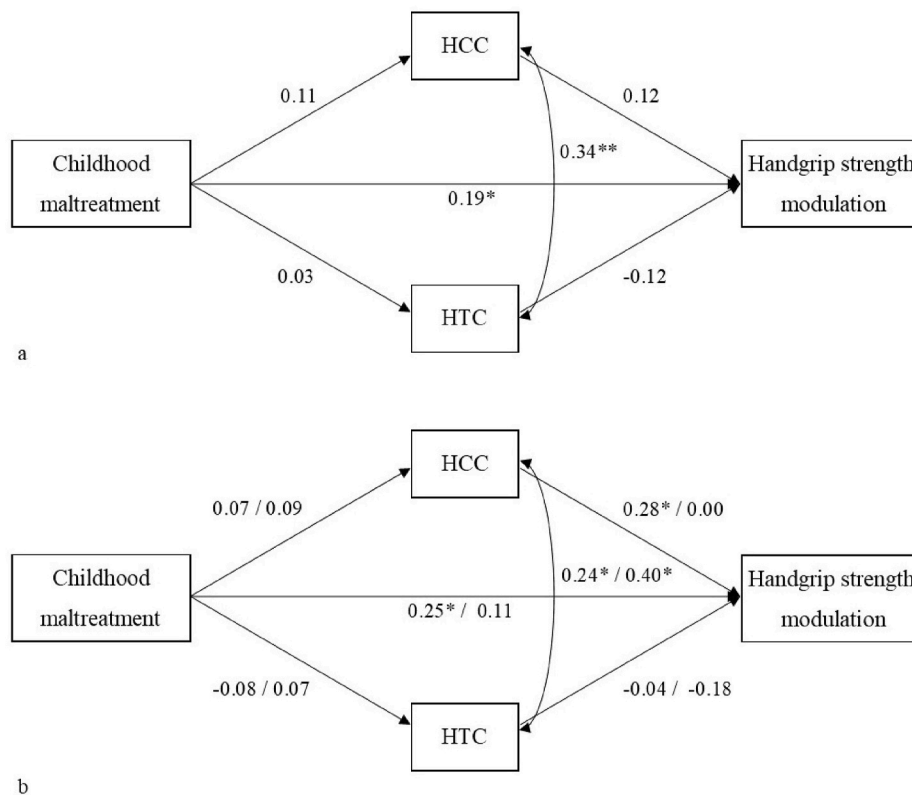 HCC
0.11
0.12
0.34**
Childhood
maltreatment
Handgrip strength
modulation
0.19*
0.03
-0.12
HTC
a
HCC
0.07 / 0.09
0.28* / 0.00
0.24* / 0.40*
Childhood
maltreatment
Handgrip strength
modulation
0.25* / 0.11
-0.08 / 0.07
-0.04 / -0.18
HTC
b